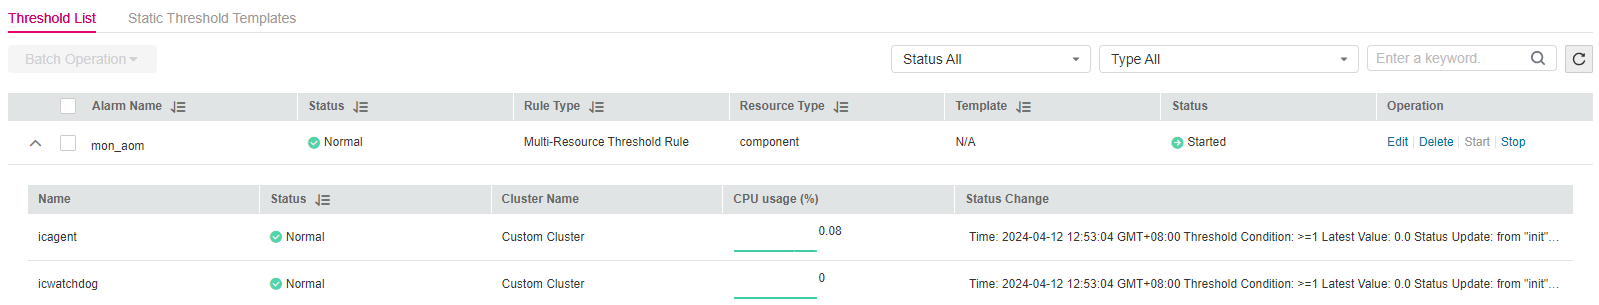 Threshold List Static Threshold Templates
Batch Operation Status All Type All Enter a keyword.
Alarm Name Status Rule Type Resource Type Template Status Operation
mon_aom Normal Multi-Resource Threshold Rule component N/A Started Edit Delete Start Stop
Name Status Cluster Name CPU usage (%) Status Change
icagent Normal Custom Cluster 0.08 Time: 2024-04-12 12:53:04 GMT+08:00 Threshold Condition: >=1 Latest Value: 0.0 Status Update: from "init"...
icwatchdog Normal Custom Cluster 0 Time: 2024-04-12 12:53:04 GMT+08:00 Threshold Condition: >=1 Latest Value: 0.0 Status Update: from "init"...